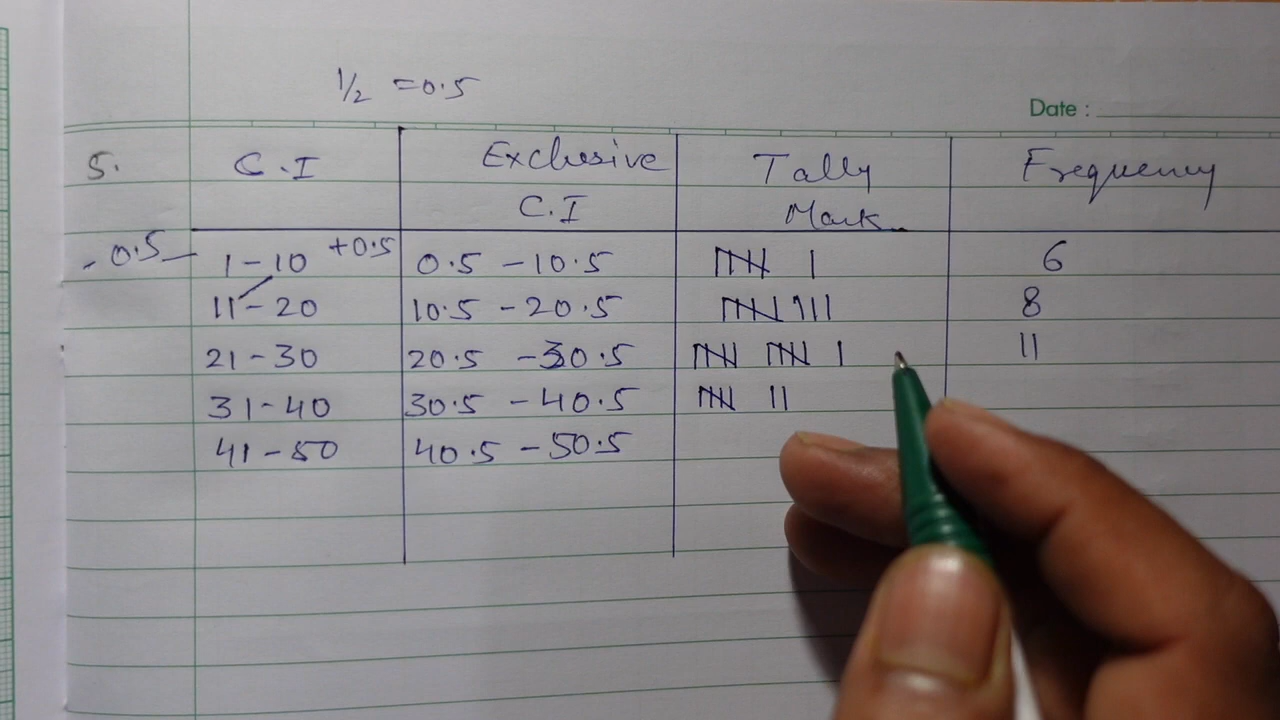 1/2 = 0.5
Date :
5. C.I Exclusive C.I Tally Mark Frequency
- 0.5 1 - 10 +0.5 0.5 - 10.5 𝍸 | 6
11 - 20 10.5 - 20.5 𝍸 ||| 8
21 - 30 20.5 - 30.5 𝍸 𝍸 | 11
31 - 40 30.5 - 40.5 𝍸 ||
41 - 50 40.5 - 50.5